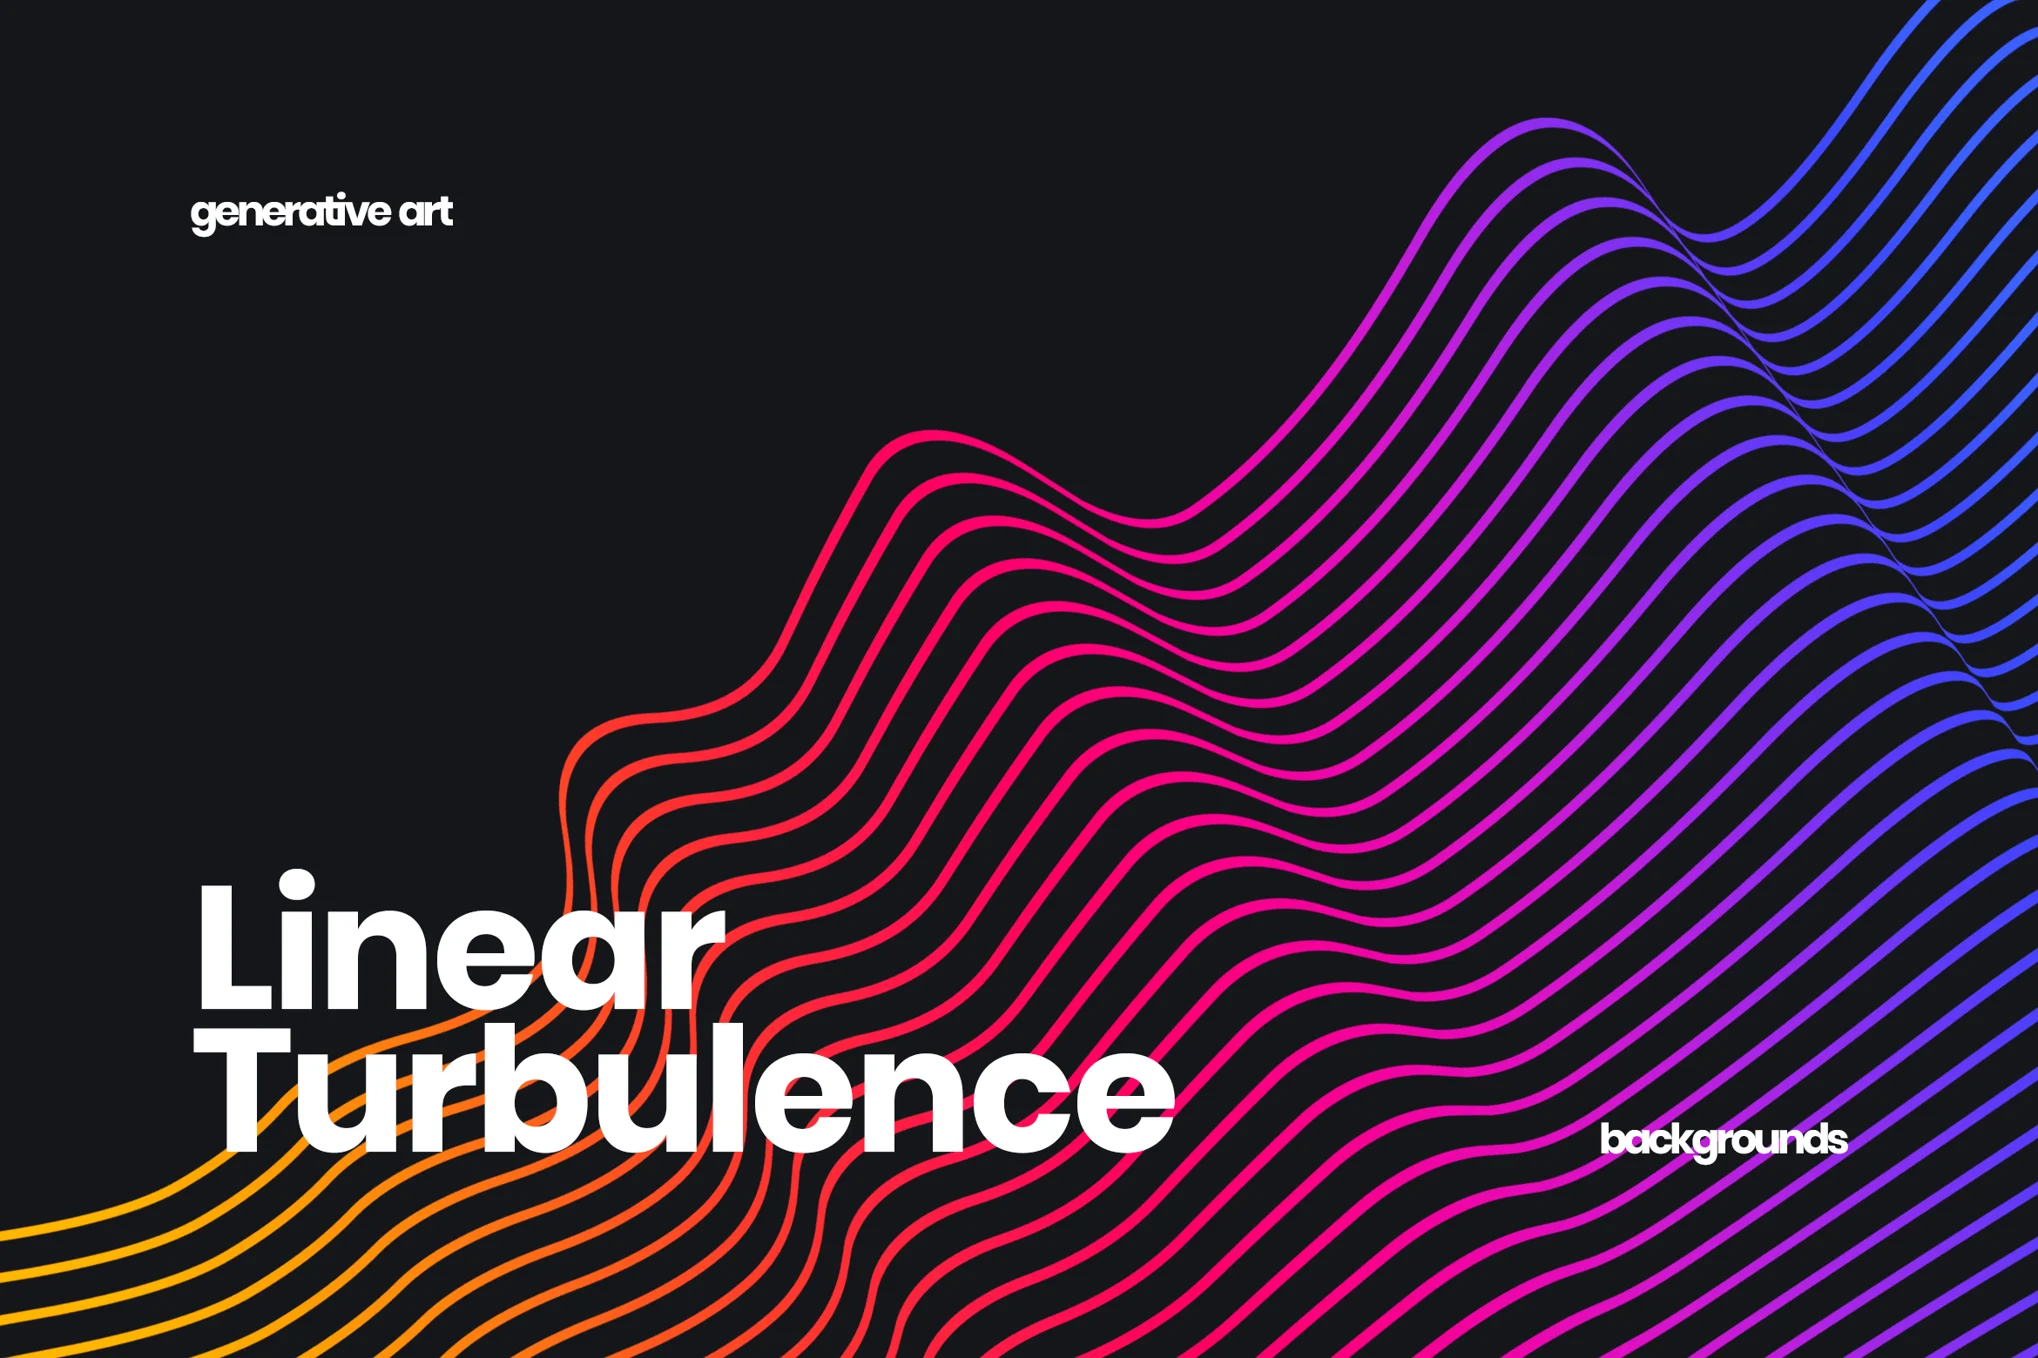 generative art
Linear
Turbulence
backgrounds